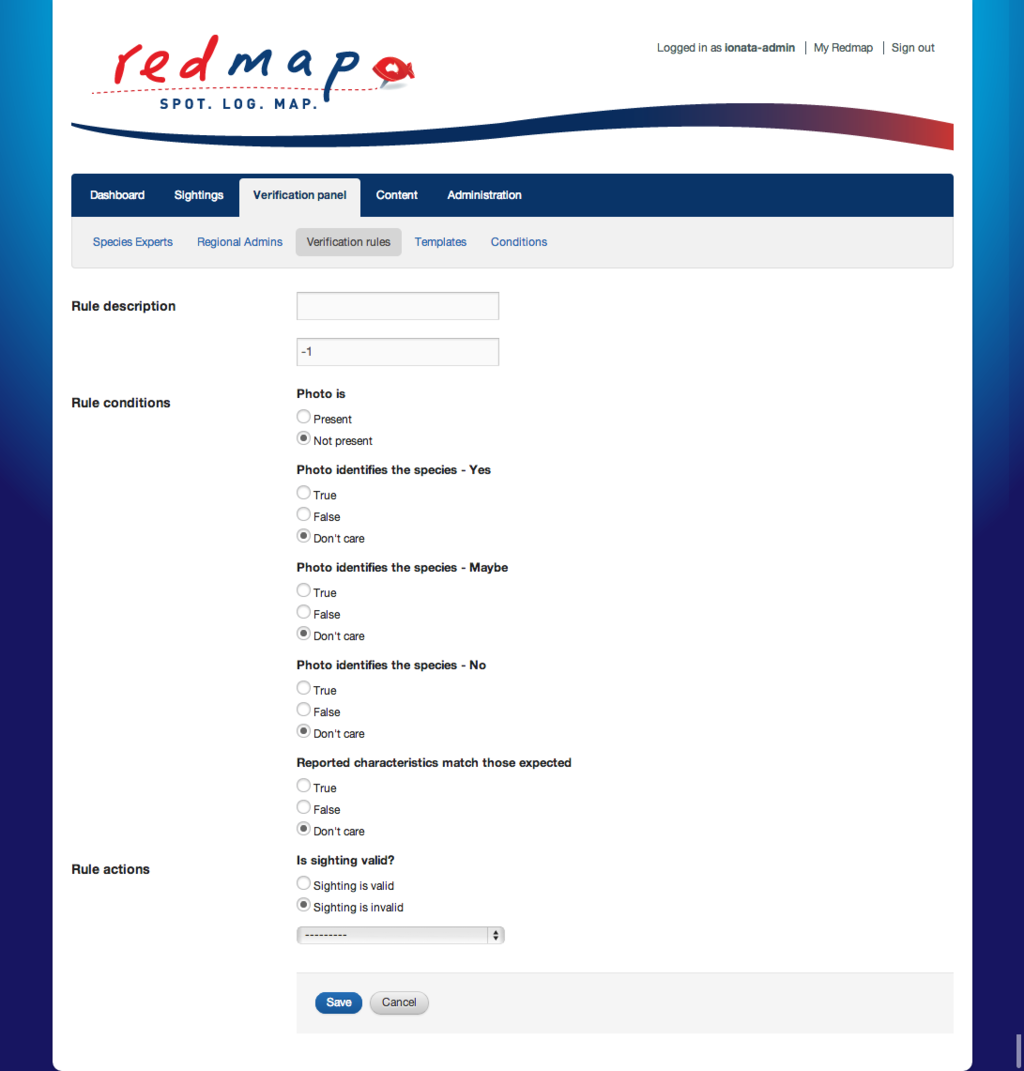 redmap
SPOT. LOG. MAP.
Logged in as ionata-admin | My Redmap | Sign out
Dashboard Sightings Verification panel Content Administration
Species Experts Regional Admins Verification rules Templates Conditions
Rule description
-1
Rule conditions
Photo is
Present
Not present
Photo identifies the species - Yes
True
False
Don't care
Photo identifies the species - Maybe
True
False
Don't care
Photo identifies the species - No
True
False
Don't care
Reported characteristics match those expected
True
False
Don't care
Rule actions
Is sighting valid?
Sighting is valid
Sighting is invalid
---------
Save Cancel